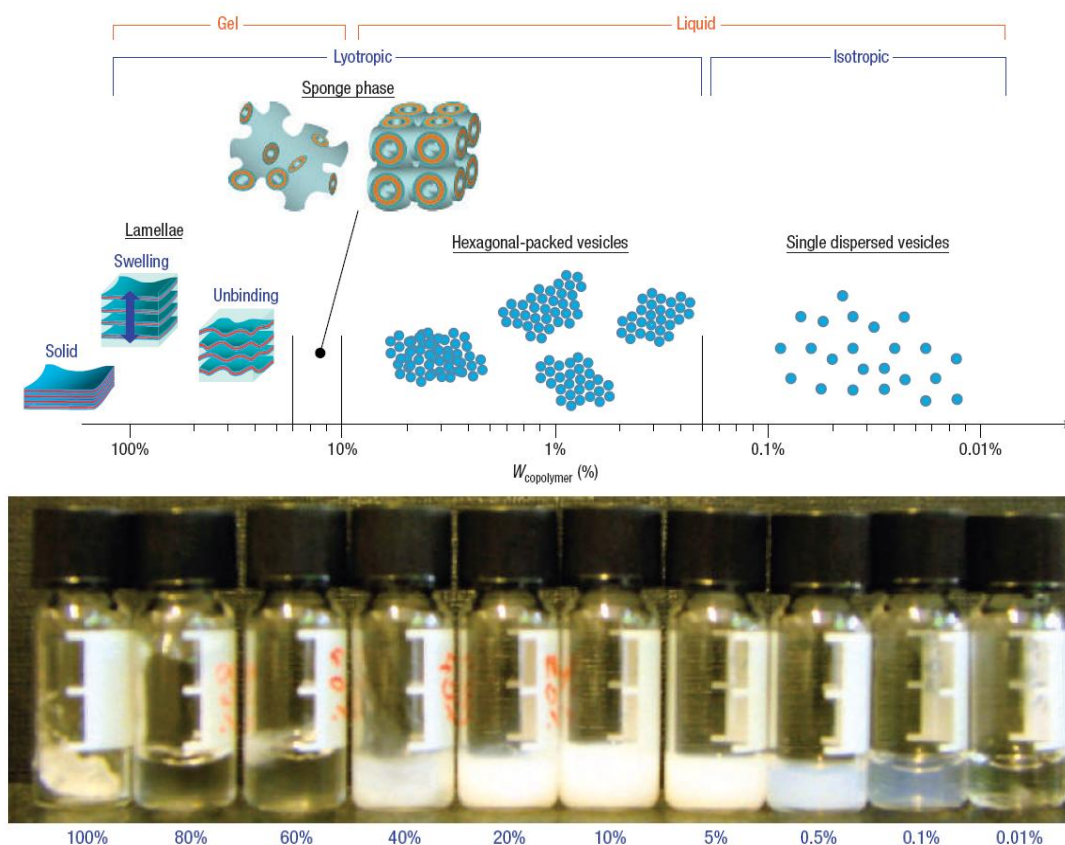 Gel
Liquid
Lyotropic
Isotropic
Sponge phase
Lamellae
Swelling
Unbinding
Solid
Hexagonal-packed vesicles
Single dispersed vesicles
100%
10%
1%
0.1%
0.01%
Wcopolymer (%)
100%
80%
60%
40%
20%
10%
5%
0.5%
0.1%
0.01%